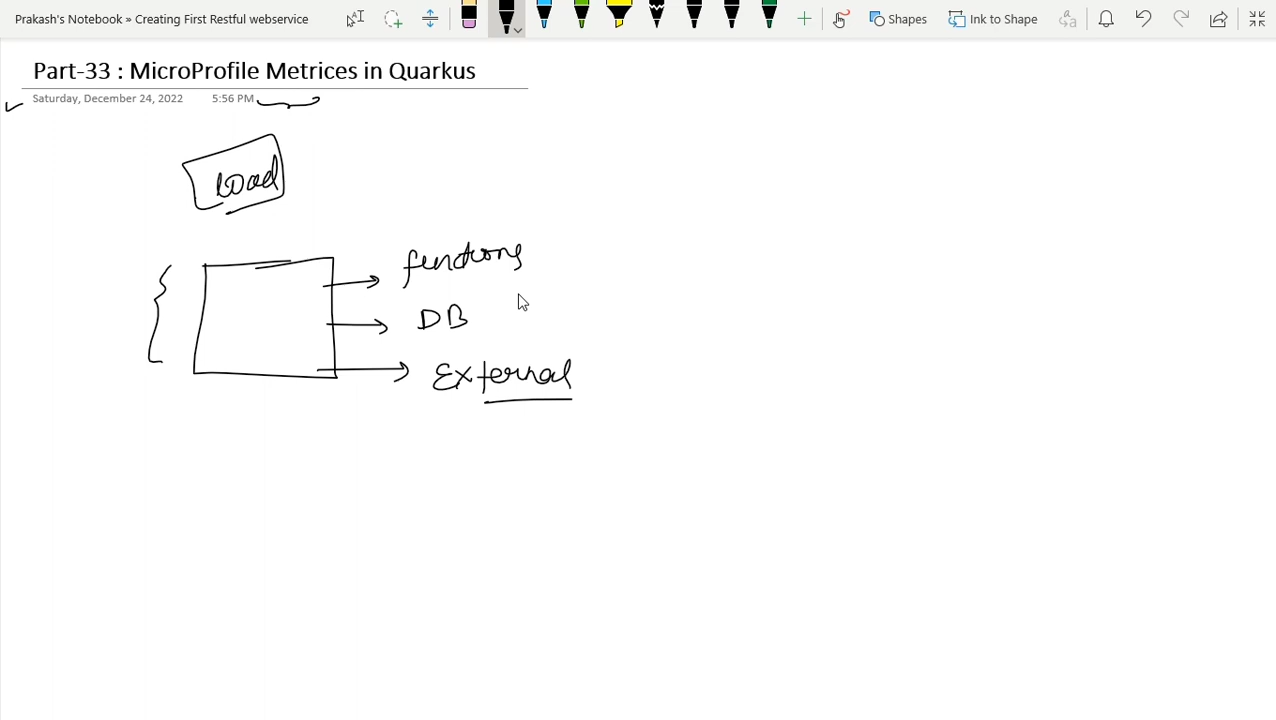 Prakash's Notebook » Creating First Restful webservice
Shapes
Ink to Shape
Part-33 : MicroProfile Metrices in Quarkus
Saturday, December 24, 2022 5:56 PM
Load
functions
DB
External